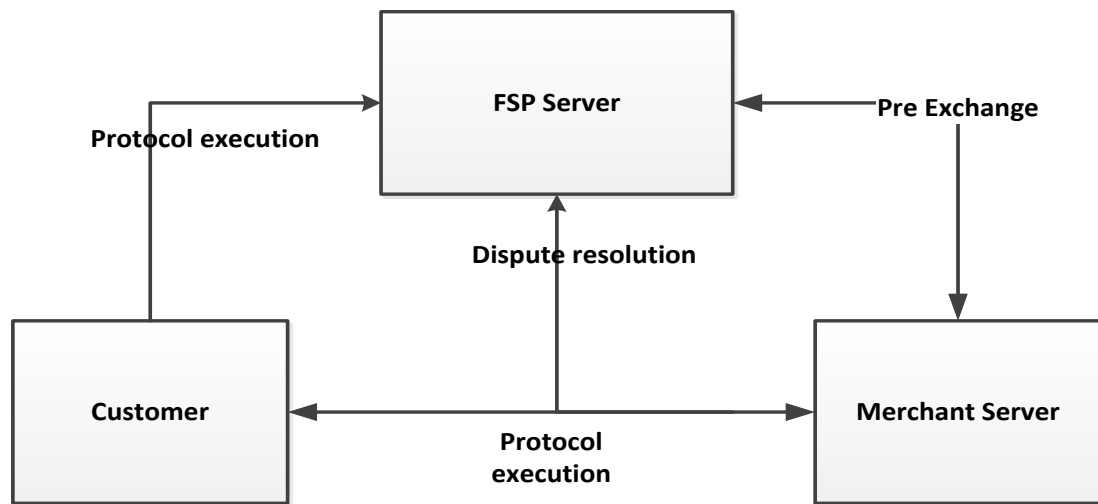 FSP Server
Pre Exchange
Protocol execution
Dispute resolution
Customer
Merchant Server
Protocol
execution